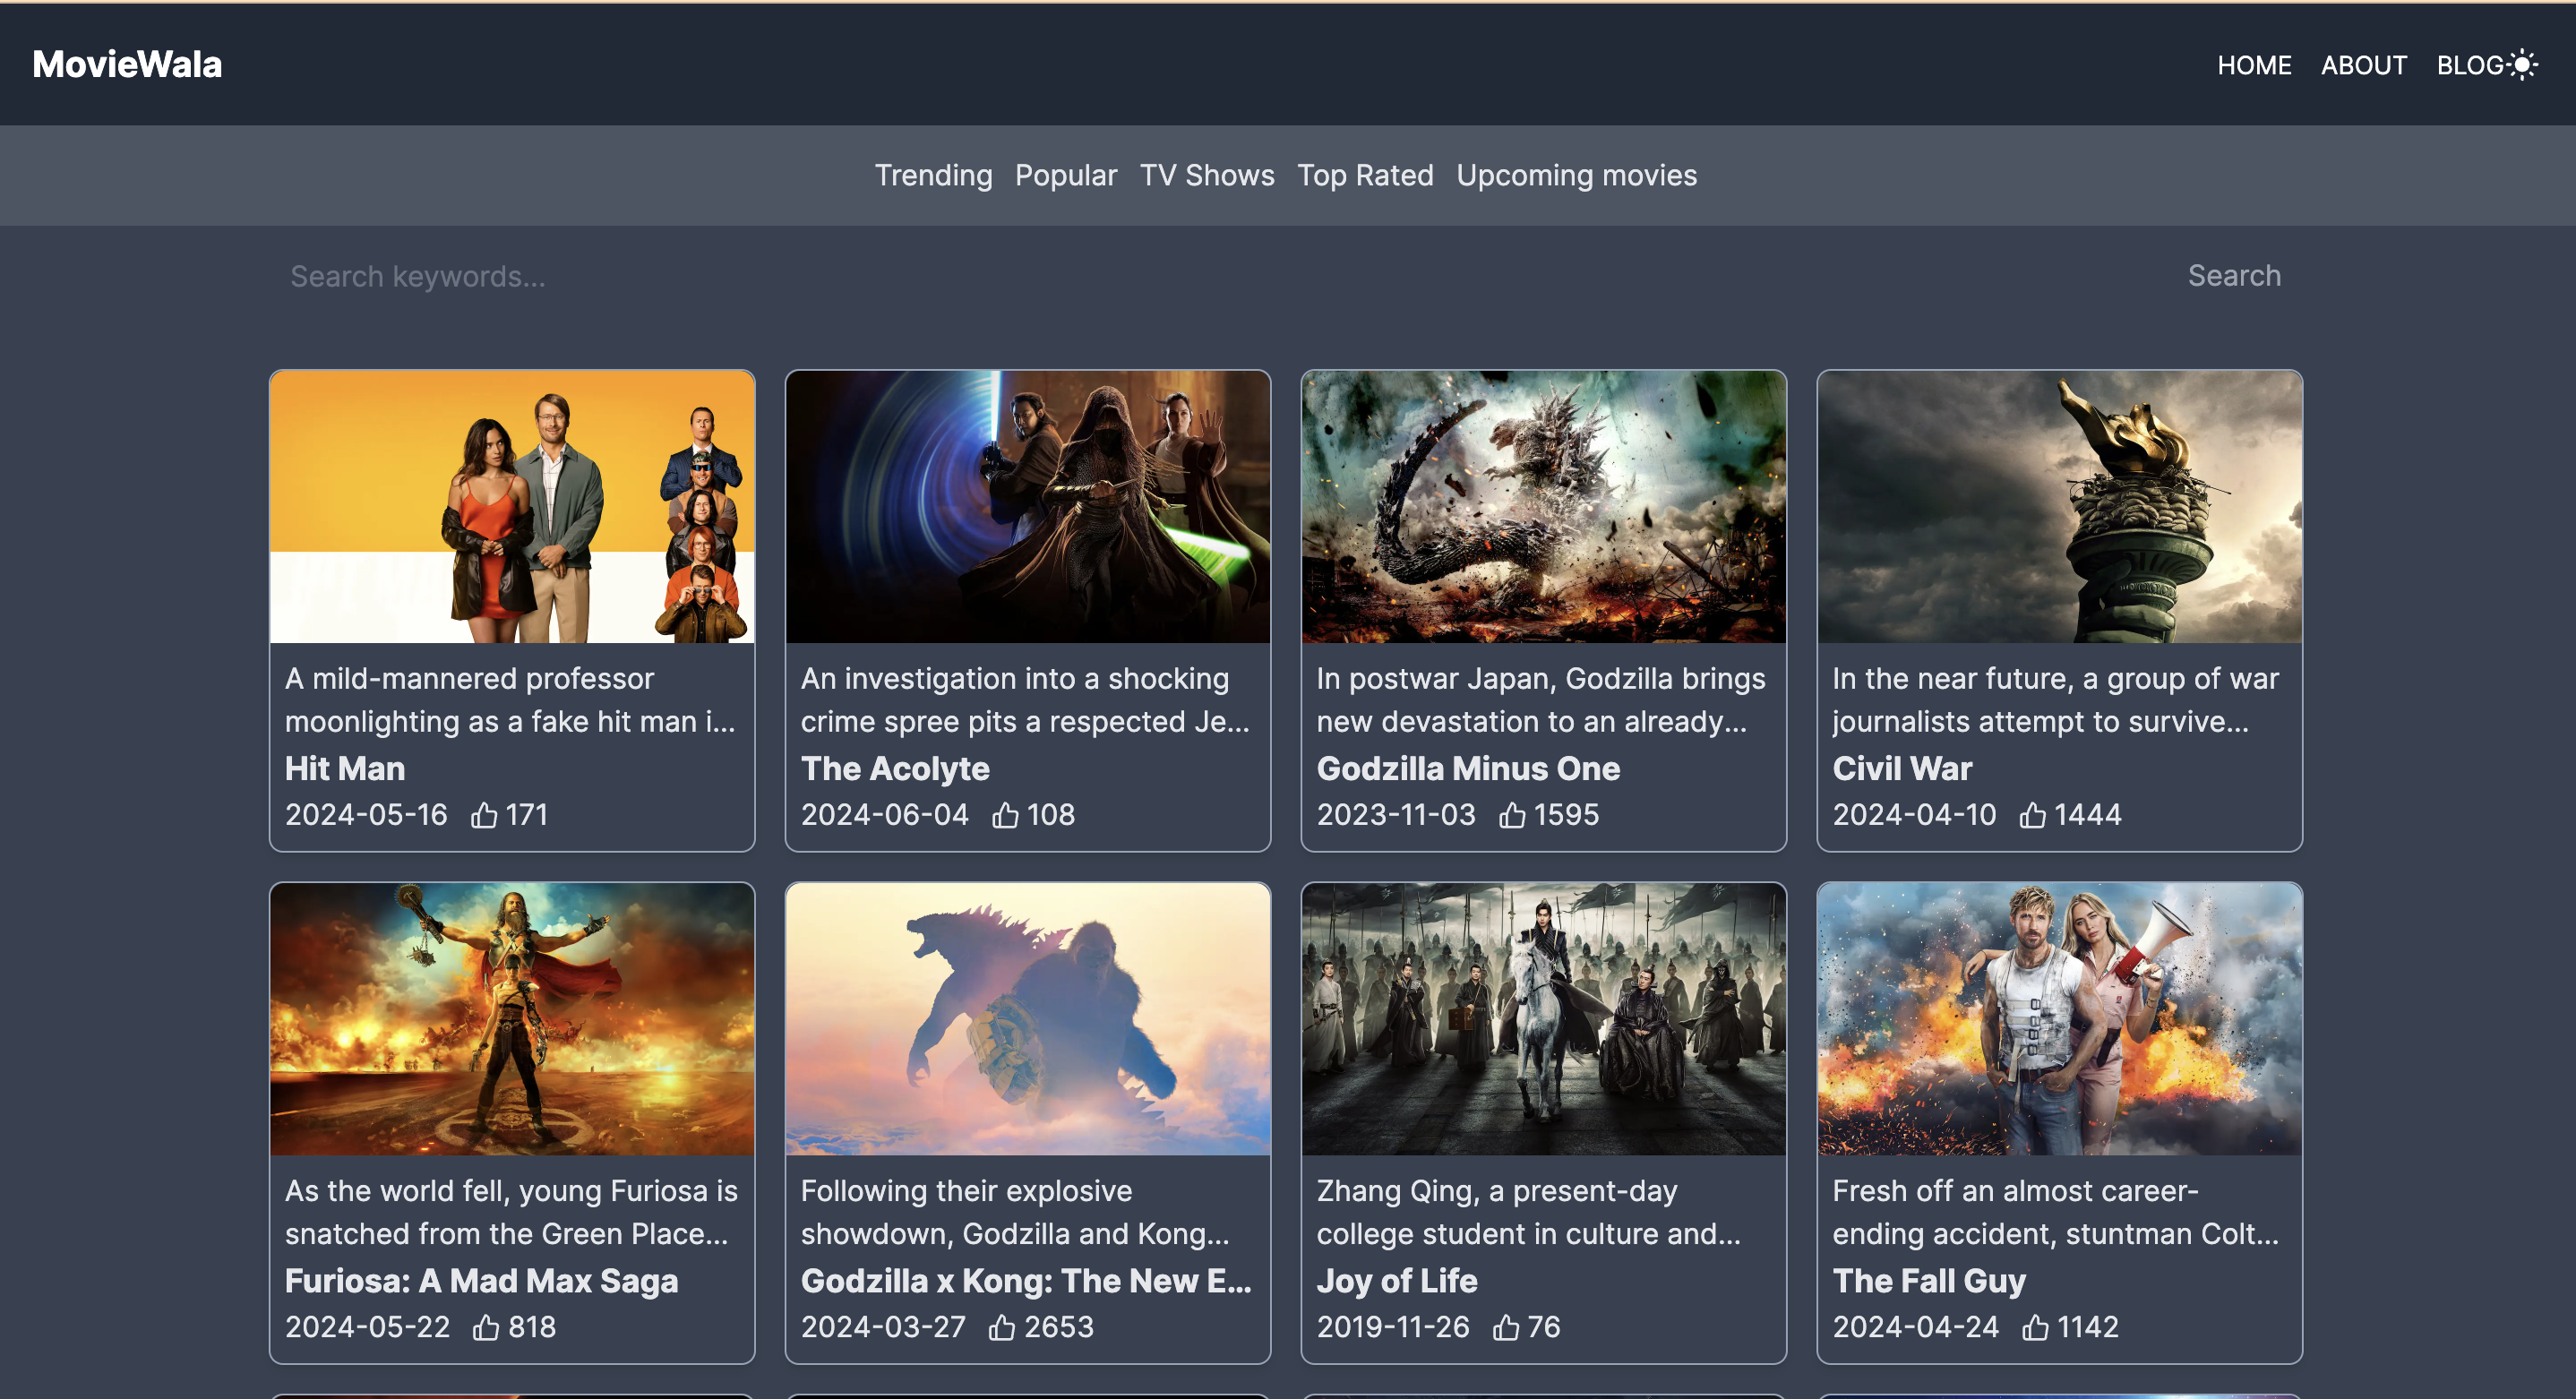 MovieWala
HOME ABOUT BLOG
Trending Popular TV Shows Top Rated Upcoming movies
Search keywords...
Search
A mild-mannered professor
moonlighting as a fake hit man i...
Hit Man
2024-05-16 171
An investigation into a shocking
crime spree pits a respected Je...
The Acolyte
2024-06-04 108
In postwar Japan, Godzilla brings
new devastation to an already...
Godzilla Minus One
2023-11-03 1595
In the near future, a group of war
journalists attempt to survive...
Civil War
2024-04-10 1444
As the world fell, young Furiosa is
snatched from the Green Place...
Furiosa: A Mad Max Saga
2024-05-22 818
Following their explosive
showdown, Godzilla and Kong...
Godzilla x Kong: The New E...
2024-03-27 2653
Zhang Qing, a present-day
college student in culture and...
Joy of Life
2019-11-26 76
Fresh off an almost career-
ending accident, stuntman Colt...
The Fall Guy
2024-04-24 1142